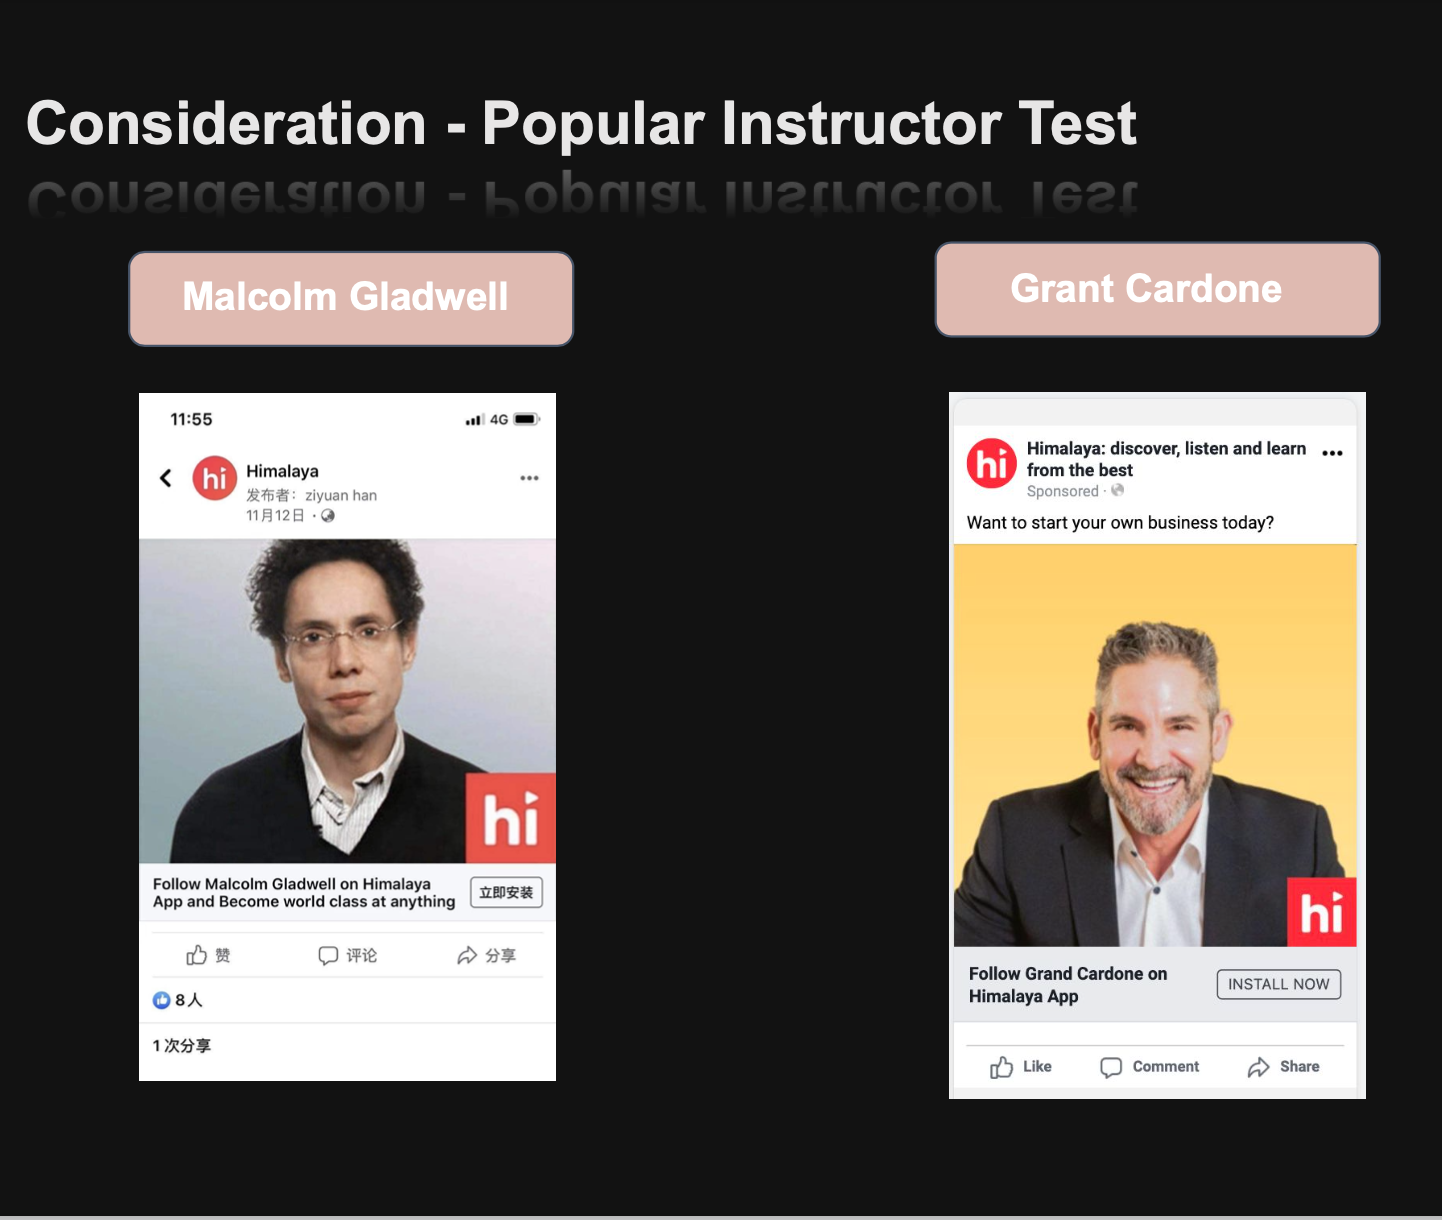 Consideration - Popular Instructor Test
Malcolm Gladwell
11:55
4G
hi
Himalaya
发布者：ziyuan han
11月12日 ·
hi
Follow Malcolm Gladwell on Himalaya
App and Become world class at anything
立即安装
赞
评论
分享
8人
1 次分享
Grant Cardone
hi
Himalaya: discover, listen and learn
from the best
Sponsored ·
Want to start your own business today?
hi
Follow Grand Cardone on
Himalaya App
INSTALL NOW
Like
Comment
Share